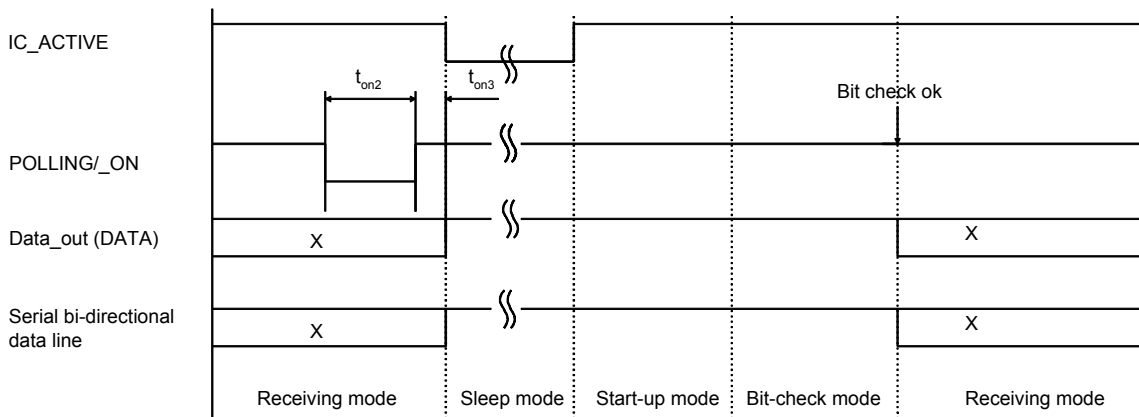 IC_ACTIVE
t_on2
t_on3
Bit check ok
POLLING/_ON
Data_out (DATA)
X
X
Serial bi-directional
data line
X
X
Receiving mode
Sleep mode
Start-up mode
Bit-check mode
Receiving mode